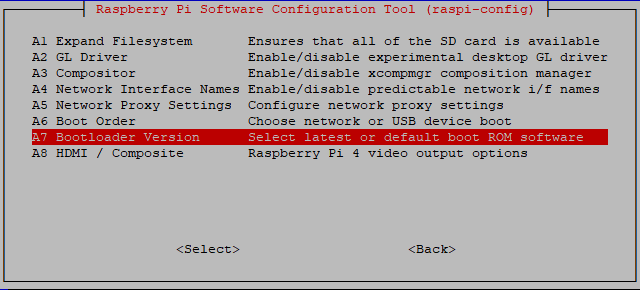 Raspberry Pi Software Configuration Tool (raspi-config)
A1 Expand Filesystem Ensures that all of the SD card is available
A2 GL Driver Enable/disable experimental desktop GL driver
A3 Compositor Enable/disable xcompmgr composition manager
A4 Network Interface Names Enable/disable predictable network i/f names
A5 Network Proxy Settings Configure network proxy settings
A6 Boot Order Choose network or USB device boot
A7 Bootloader Version Select latest or default boot ROM software
A8 HDMI / Composite Raspberry Pi 4 video output options
<Select> <Back>